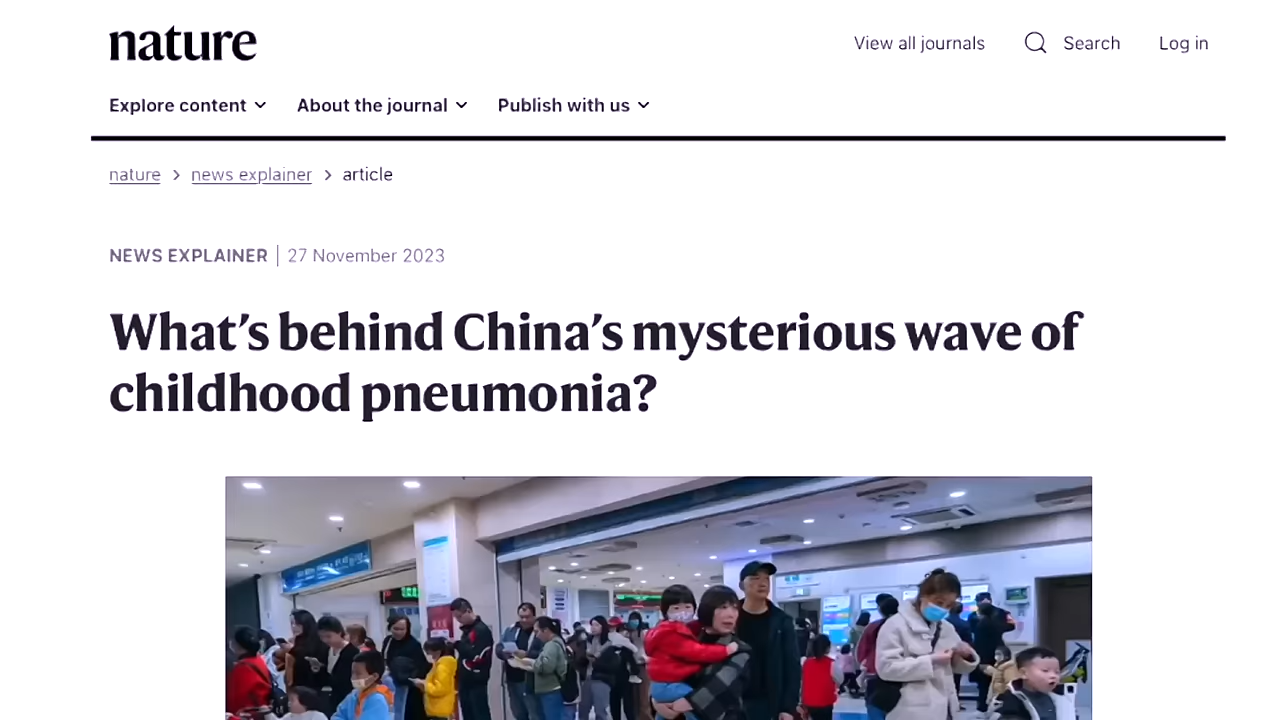 nature
View all journals Search Log in
Explore content About the journal Publish with us
nature > news explainer > article
NEWS EXPLAINER | 27 November 2023
What’s behind China’s mysterious wave of
childhood pneumonia?